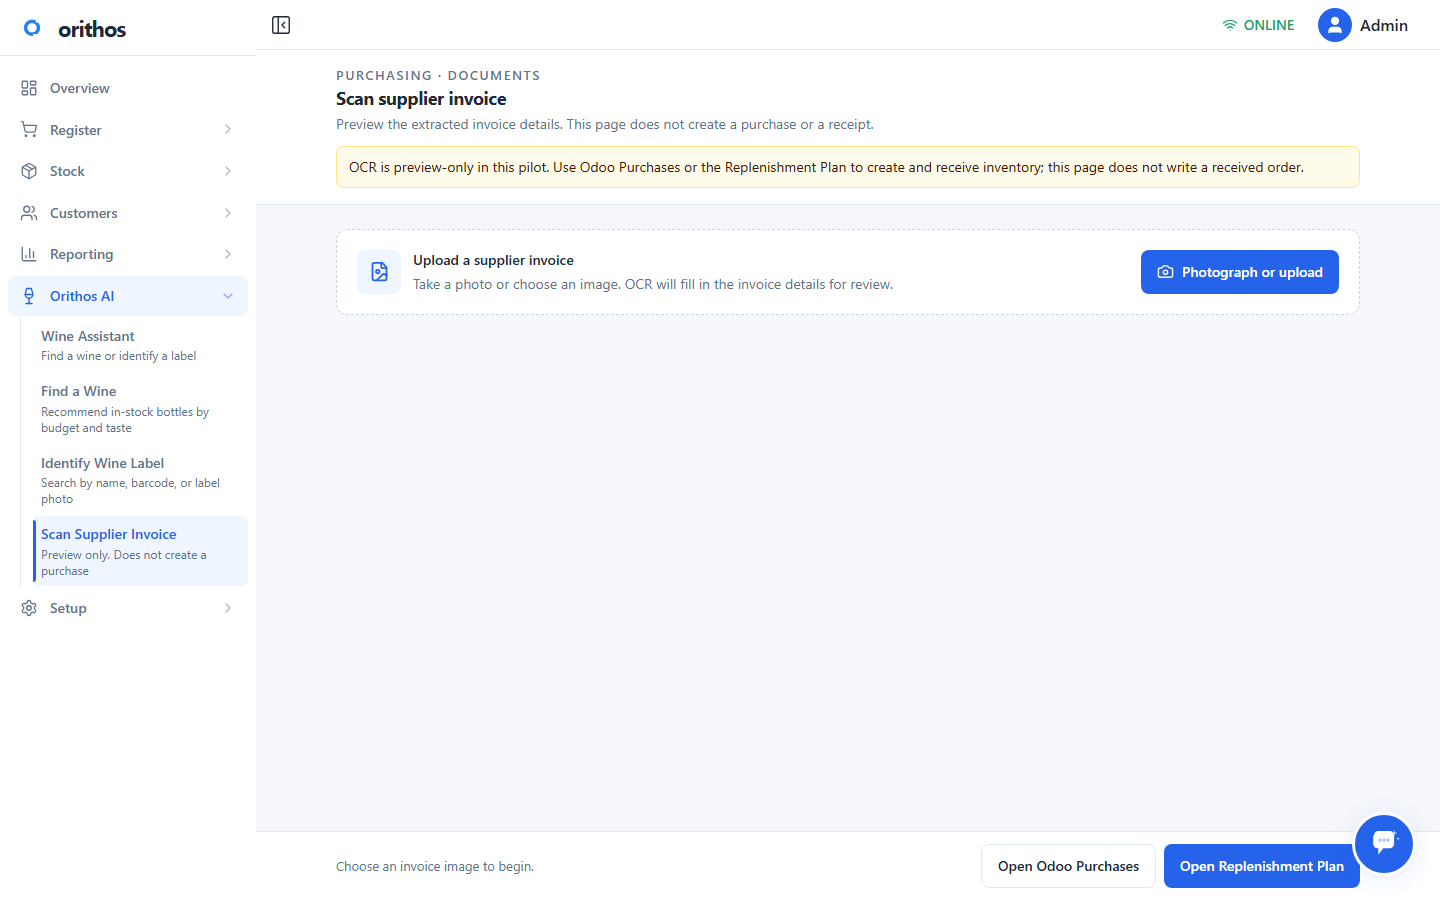 orithos
ONLINE
Admin
Overview
Register
Stock
Customers
Reporting
Orithos AI
Wine Assistant
Find a wine or identify a label
Find a Wine
Recommend in-stock bottles by
budget and taste
Identify Wine Label
Search by name, barcode, or label
photo
Scan Supplier Invoice
Preview only. Does not create a
purchase
Setup
PURCHASING · DOCUMENTS
Scan supplier invoice
Preview the extracted invoice details. This page does not create a purchase or a receipt.
OCR is preview-only in this pilot. Use Odoo Purchases or the Replenishment Plan to create and receive inventory; this page does not write a received order.
Upload a supplier invoice
Take a photo or choose an image. OCR will fill in the invoice details for review.
Photograph or upload
Choose an invoice image to begin.
Open Odoo Purchases
Open Replenishment Plan